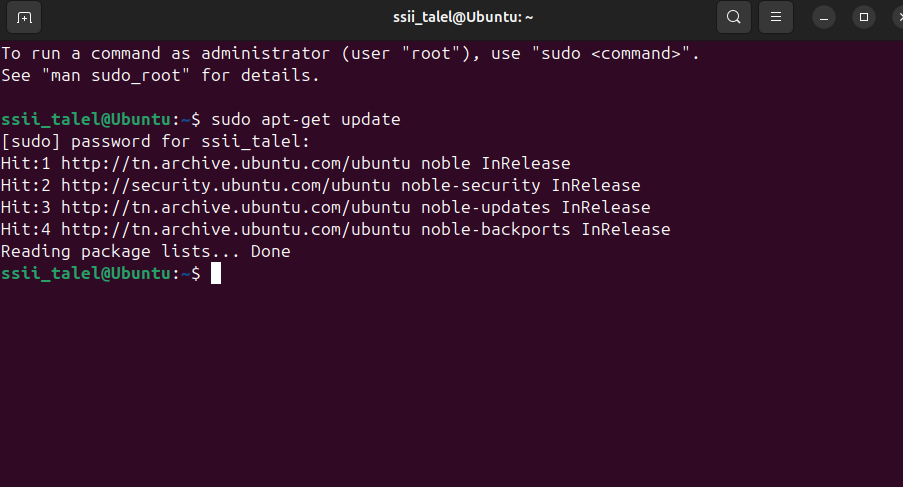 ssii_talel@Ubuntu: ~
To run a command as administrator (user "root"), use "sudo <command>".
See "man sudo_root" for details.
ssii_talel@Ubuntu:~$ sudo apt-get update
[sudo] password for ssii_talel:
Hit:1 http://tn.archive.ubuntu.com/ubuntu noble InRelease
Hit:2 http://security.ubuntu.com/ubuntu noble-security InRelease
Hit:3 http://tn.archive.ubuntu.com/ubuntu noble-updates InRelease
Hit:4 http://tn.archive.ubuntu.com/ubuntu noble-backports InRelease
Reading package lists... Done
ssii_talel@Ubuntu:~$